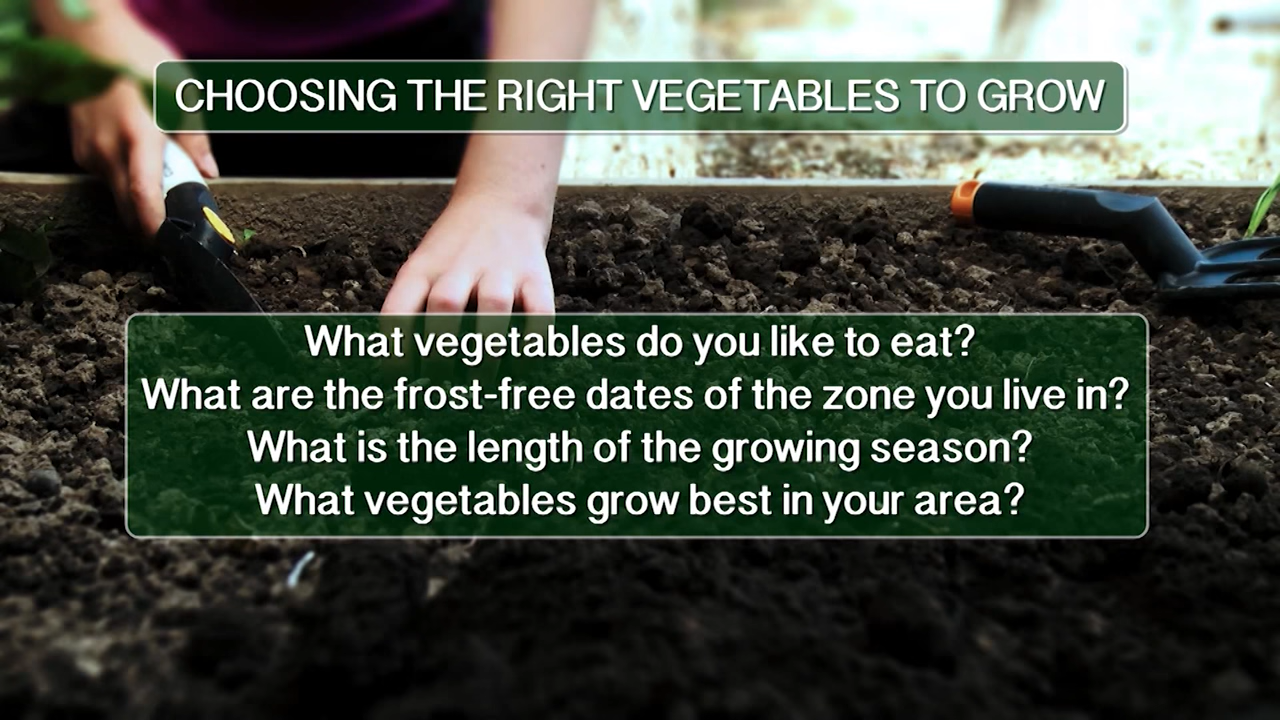 CHOOSING THE RIGHT VEGETABLES TO GROW
What vegetables do you like to eat?
What are the frost-free dates of the zone you live in?
What is the length of the growing season?
What vegetables grow best in your area?